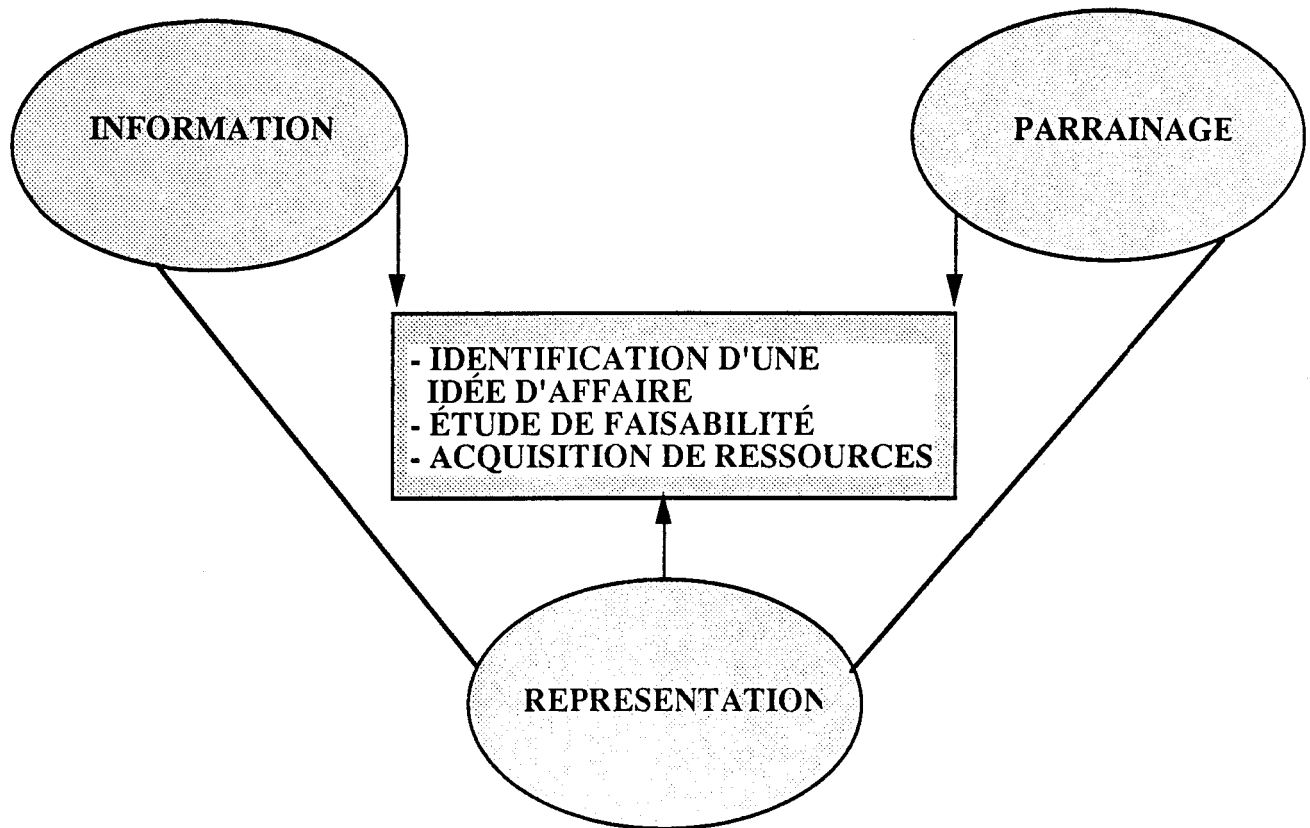 INFORMATION
PARRAINAGE
- IDENTIFICATION D'UNE
IDÉE D'AFFAIRE
- ÉTUDE DE FAISABILITÉ
- ACQUISITION DE RESSOURCES
REPRESENTATION